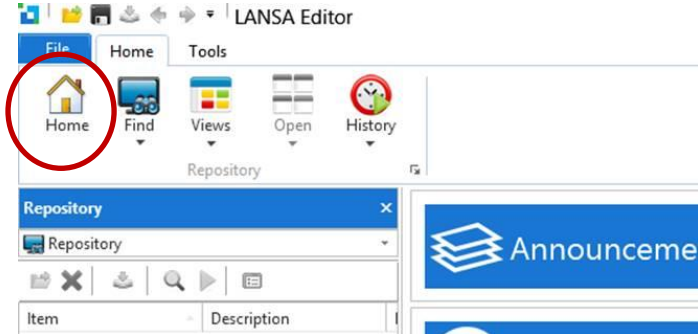 LANSA Editor
File Home Tools
Home Find Views Open History
Repository
Repository
Repository
Announceme
Item Description